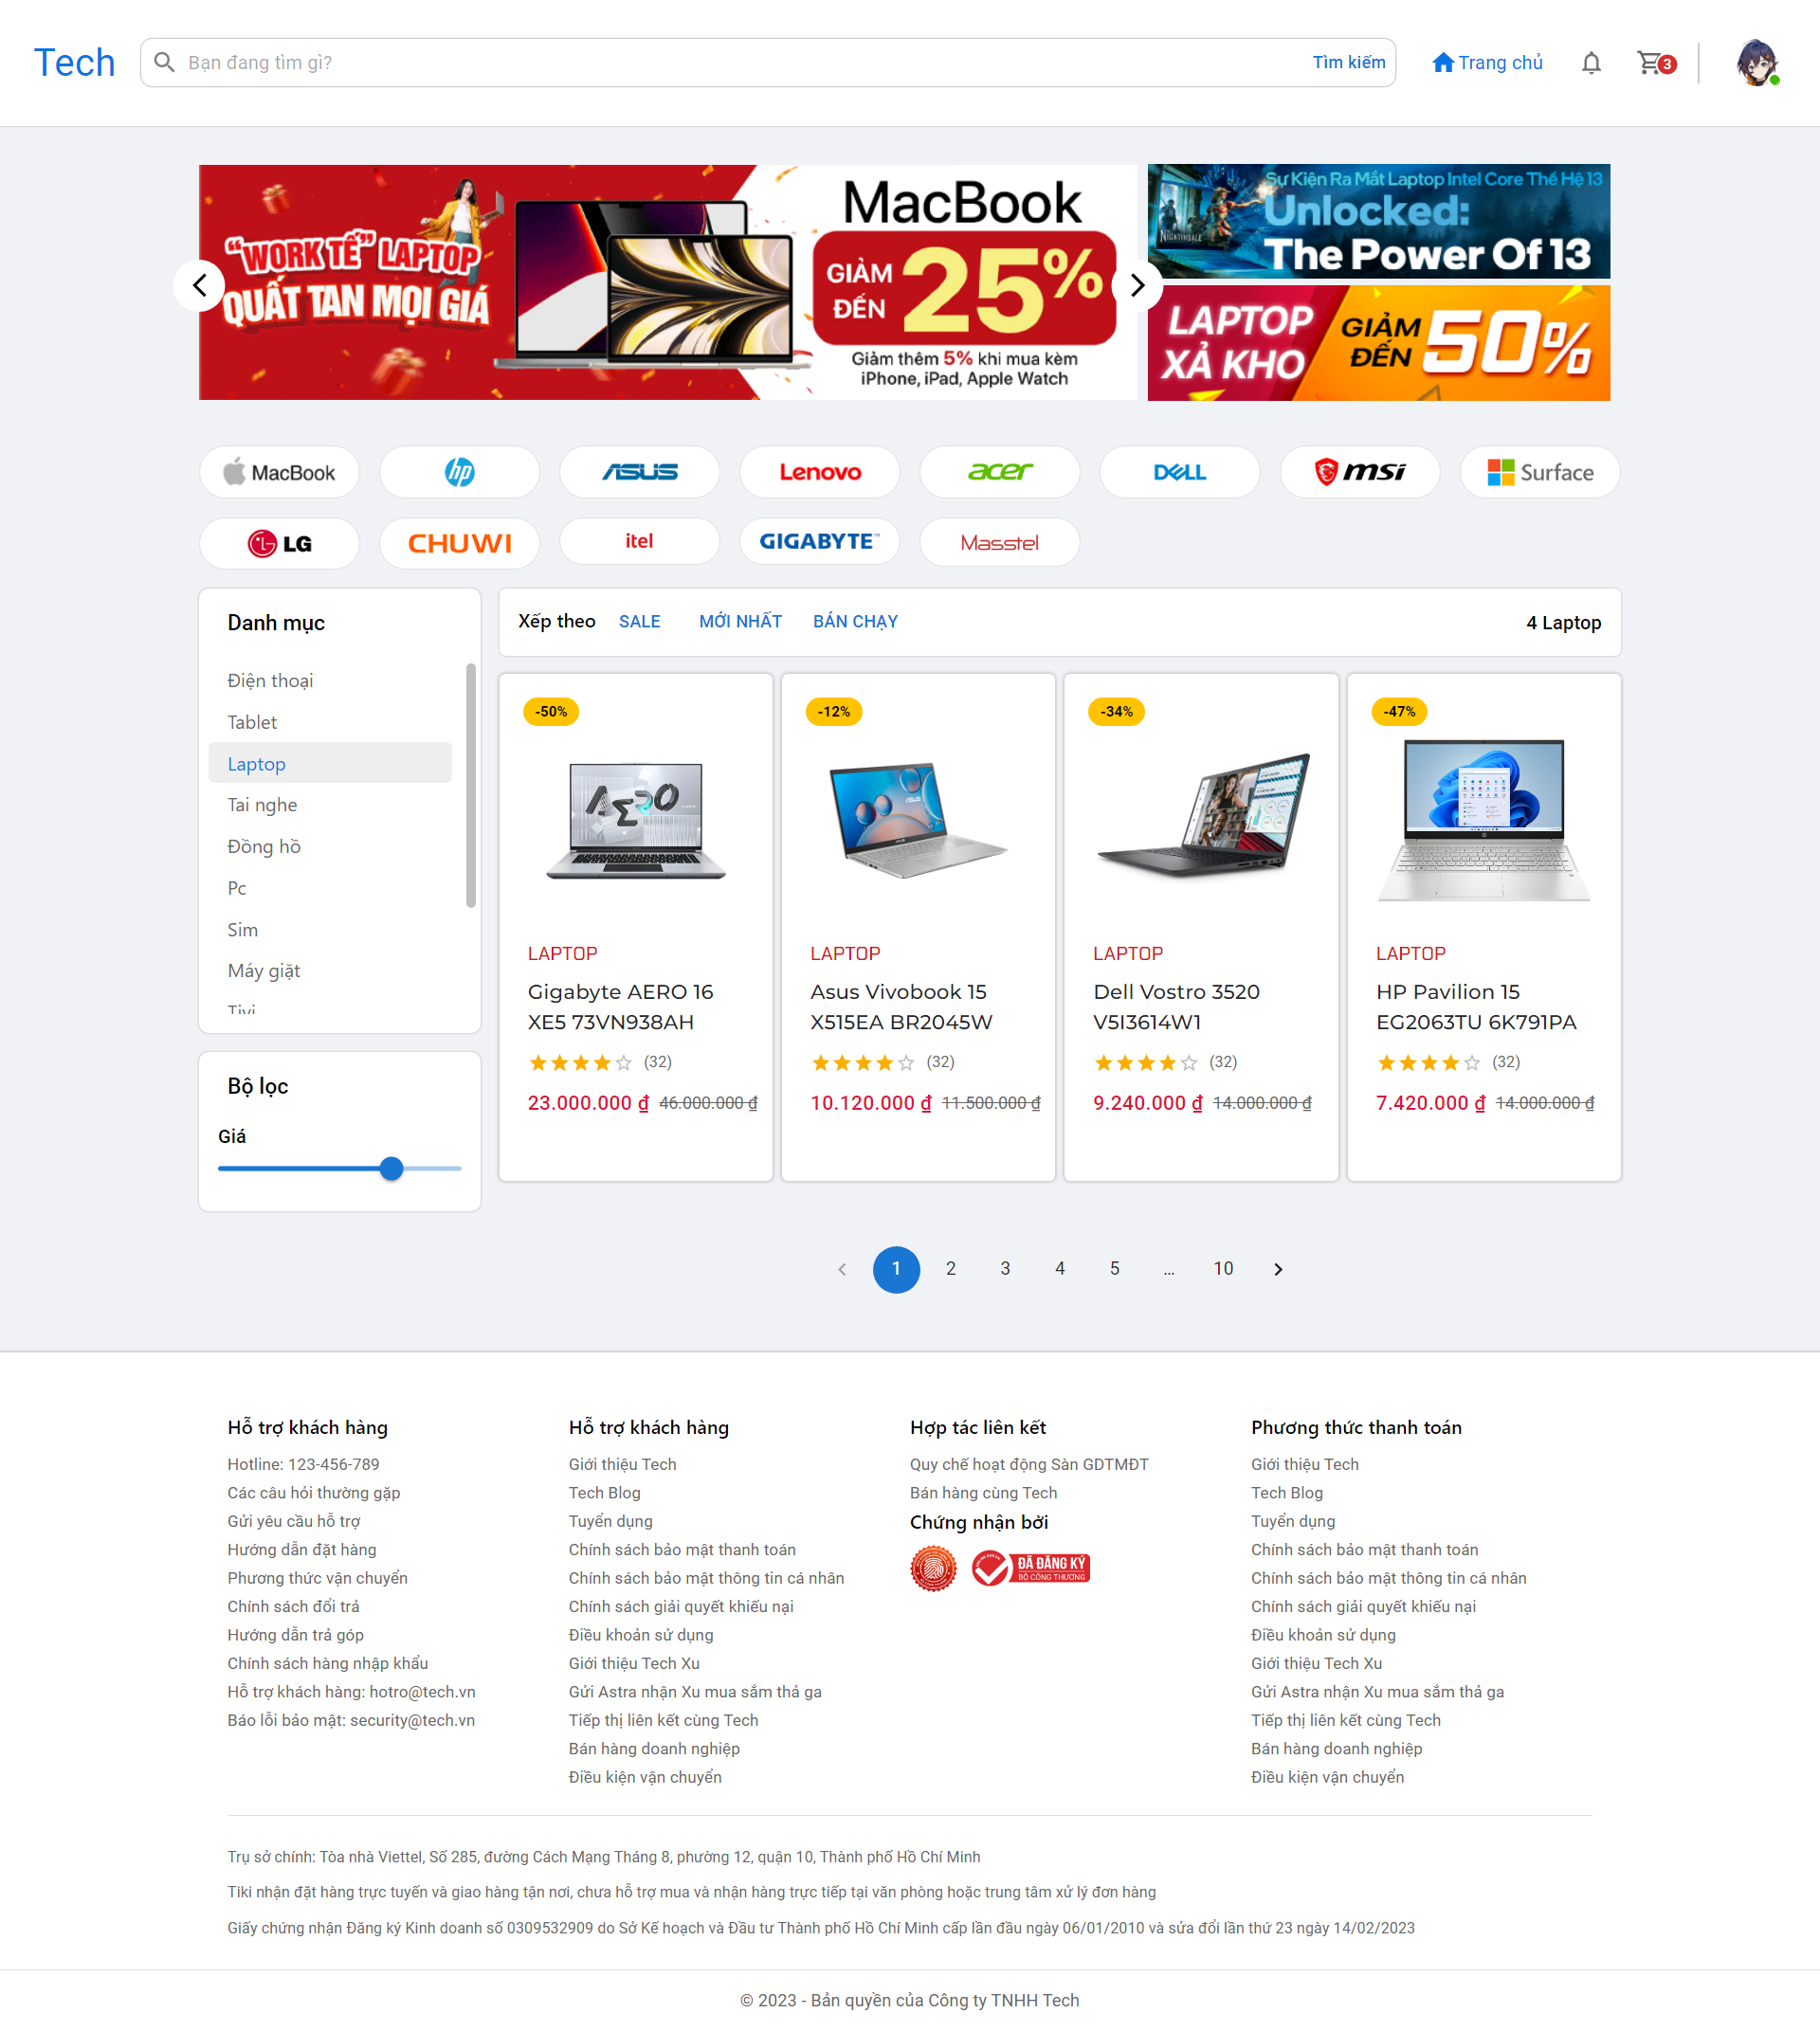 Tech
Bạn đang tìm gì?
Tìm kiếm
Trang chủ
3
“WORK TẾ” LAPTOP
QUẤT TAN MỌI GIÁ
MacBook
GIẢM ĐẾN 25%
Giảm thêm 5% khi mua kèm
iPhone, iPad, Apple Watch
Sự Kiện Ra Mắt Laptop Intel Core Thế Hệ 13
Unlocked:
The Power Of 13
NIGHTINGALE
LAPTOP
XẢ KHO
GIẢM ĐẾN 50%
MacBook
hp
ASUS
Lenovo
acer
DELL
msi
Surface
LG
CHUWI
itel
GIGABYTE™
Masstel
Danh mục
Điện thoại
Tablet
Laptop
Tai nghe
Đồng hồ
Pc
Sim
Máy giặt
Tivi
Bộ lọc
Giá
Xếp theo
SALE
MỚI NHẤT
BÁN CHẠY
4 Laptop
-50%
AERO
LAPTOP
Gigabyte AERO 16
XE5 73VN938AH
(32)
23.000.000 ₫ 46.000.000 ₫
-12%
LAPTOP
Asus Vivobook 15
X515EA BR2045W
(32)
10.120.000 ₫ 11.500.000 ₫
-34%
LAPTOP
Dell Vostro 3520
V5I3614W1
(32)
9.240.000 ₫ 14.000.000 ₫
-47%
LAPTOP
HP Pavilion 15
EG2063TU 6K791PA
(32)
7.420.000 ₫ 14.000.000 ₫
1 2 3 4 5 ... 10
Hỗ trợ khách hàng
Hotline: 123-456-789
Các câu hỏi thường gặp
Gửi yêu cầu hỗ trợ
Hướng dẫn đặt hàng
Phương thức vận chuyển
Chính sách đổi trả
Hướng dẫn trả góp
Chính sách hàng nhập khẩu
Hỗ trợ khách hàng: hotro@tech.vn
Báo lỗi bảo mật: security@tech.vn
Hỗ trợ khách hàng
Giới thiệu Tech
Tech Blog
Tuyển dụng
Chính sách bảo mật thanh toán
Chính sách bảo mật thông tin cá nhân
Chính sách giải quyết khiếu nại
Điều khoản sử dụng
Giới thiệu Tech Xu
Gửi Astra nhận Xu mua sắm thả ga
Tiếp thị liên kết cùng Tech
Bán hàng doanh nghiệp
Điều kiện vận chuyển
Hợp tác liên kết
Quy chế hoạt động Sàn GDTMĐT
Bán hàng cùng Tech
Chứng nhận bởi
ĐÃ ĐĂNG KÝ
BỘ CÔNG THƯƠNG
Phương thức thanh toán
Giới thiệu Tech
Tech Blog
Tuyển dụng
Chính sách bảo mật thanh toán
Chính sách bảo mật thông tin cá nhân
Chính sách giải quyết khiếu nại
Điều khoản sử dụng
Giới thiệu Tech Xu
Gửi Astra nhận Xu mua sắm thả ga
Tiếp thị liên kết cùng Tech
Bán hàng doanh nghiệp
Điều kiện vận chuyển
Trụ sở chính: Tòa nhà Viettel, Số 285, đường Cách Mạng Tháng 8, phường 12, quận 10, Thành phố Hồ Chí Minh
Tiki nhận đặt hàng trực tuyến và giao hàng tận nơi, chưa hỗ trợ mua và nhận hàng trực tiếp tại văn phòng hoặc trung tâm xử lý đơn hàng
Giấy chứng nhận Đăng ký Kinh doanh số 0309532909 do Sở Kế hoạch và Đầu tư Thành phố Hồ Chí Minh cấp lần đầu ngày 06/01/2010 và sửa đổi lần thứ 23 ngày 14/02/2023
© 2023 - Bản quyền của Công ty TNHH Tech